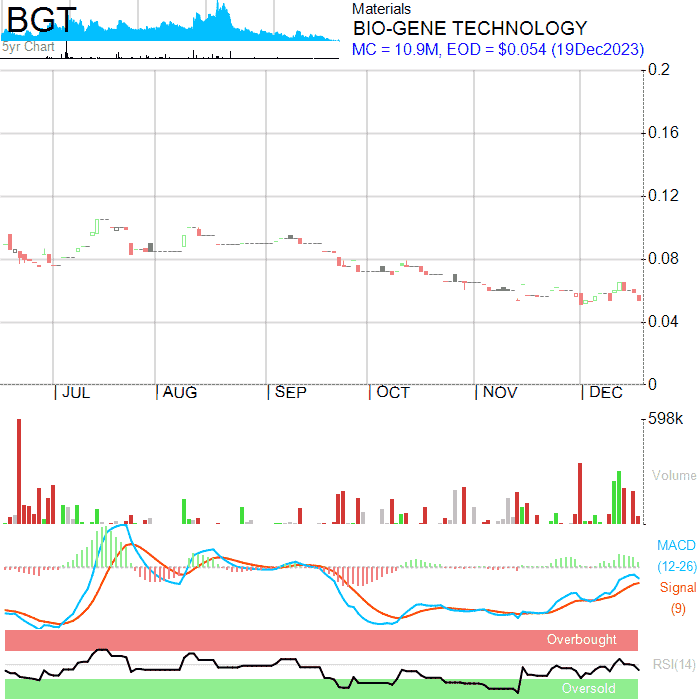 BGT
5yr Chart
Materials
BIO-GENE TECHNOLOGY
MC = 10.9M, EOD = $0.054 (19Dec2023)
0.2
0.16
0.12
0.08
0.04
0
JUL
AUG
SEP
OCT
NOV
DEC
598k
Volume
MACD
(12-26)
Signal
(9)
Overbought
RSI(14)
Oversold